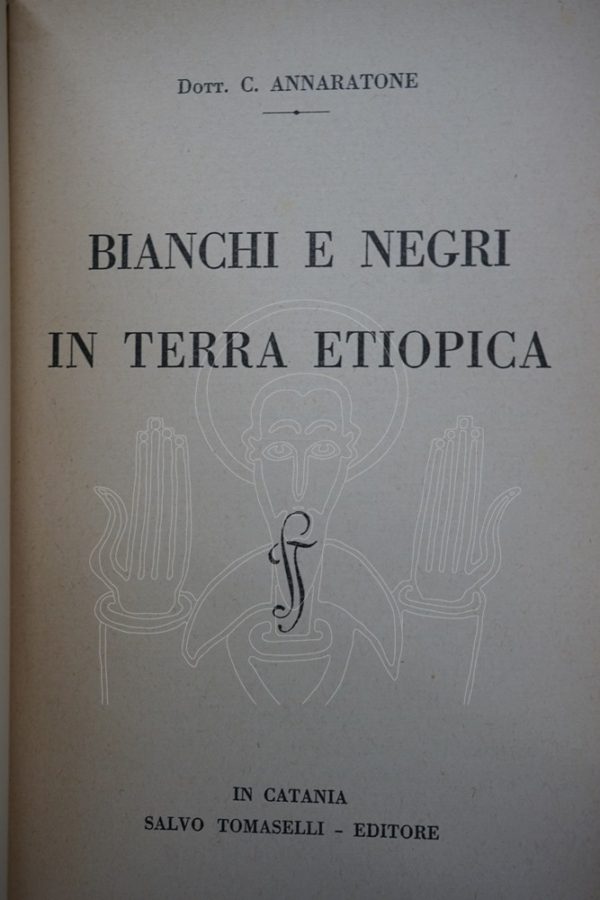 Dott. C. ANNARATONE
BIANCHI E NEGRI
IN TERRA ETIOPICA
IN CATANIA
SALVO TOMASELLI - EDITORE